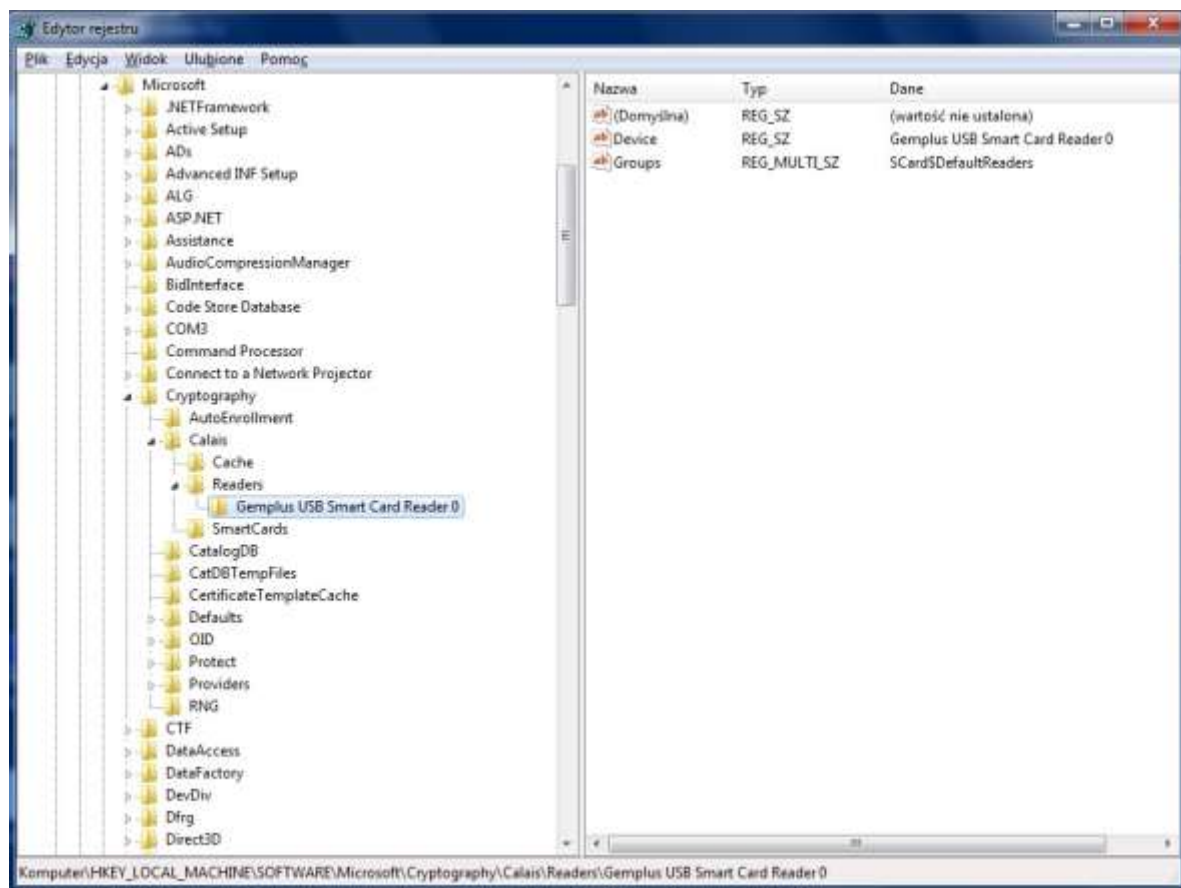 Edytor rejestru
Plik Edycja Widok Ulubione Pomoc
Microsoft
.NETFramework
Active Setup
ADs
Advanced INF Setup
ALG
ASP.NET
Assistance
AudioCompressionManager
BidInterface
Code Store Database
COM3
Command Processor
Connect to a Network Projector
Cryptography
AutoEnrollment
Calais
Cache
Readers
Gemplus USB Smart Card Reader 0
SmartCards
CatalogDB
CatDBTempFiles
CertificateTemplateCache
Defaults
OID
Protect
Providers
RNG
CTF
DataAccess
DataFactory
DevDiv
Dfrg
Direct3D
Nazwa Typ Dane
(Domyślna) REG_SZ (wartość nie ustalona)
Device REG_SZ Gemplus USB Smart Card Reader 0
Groups REG_MULTI_SZ SCard$DefaultReaders
Komputer\HKEY_LOCAL_MACHINE\SOFTWARE\Microsoft\Cryptography\Calais\Readers\Gemplus USB Smart Card Reader 0